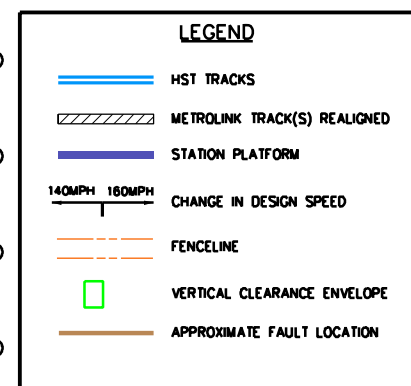 LEGEND
HST TRACKS
METROLINK TRACK(S) REALIGNED
STATION PLATFORM
140MPH 160MPH
CHANGE IN DESIGN SPEED
FENCELINE
VERTICAL CLEARANCE ENVELOPE
APPROXIMATE FAULT LOCATION